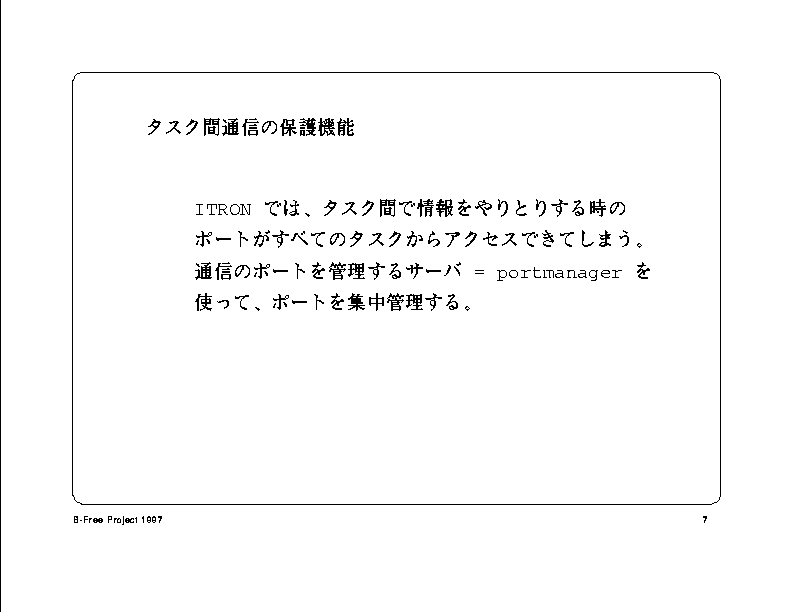 タスク間通信の保護機能
ITRON では、タスク間で情報をやりとりする時の
ポートがすべてのタスクからアクセスできてしまう。
通信のポートを管理するサーバ = portmanager を
使って、ポートを集中管理する。
B-Free Project 1997
7